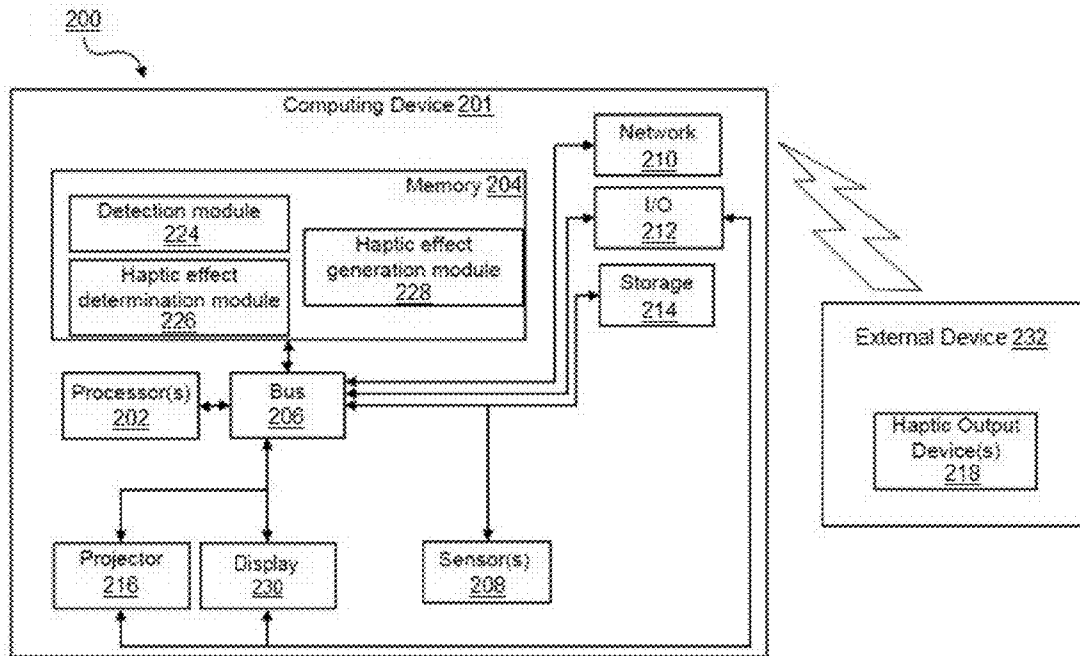 200
Computing Device 201
Network
210
Memory 204
I/O
212
Detection module
224
Haptic effect
generation module
228
Haptic effect
determination module
226
Storage
214
External Device 232
Processor(s)
202
Bus
206
Haptic Output
Device(s)
218
Projector
216
Display
230
Sensor(s)
208